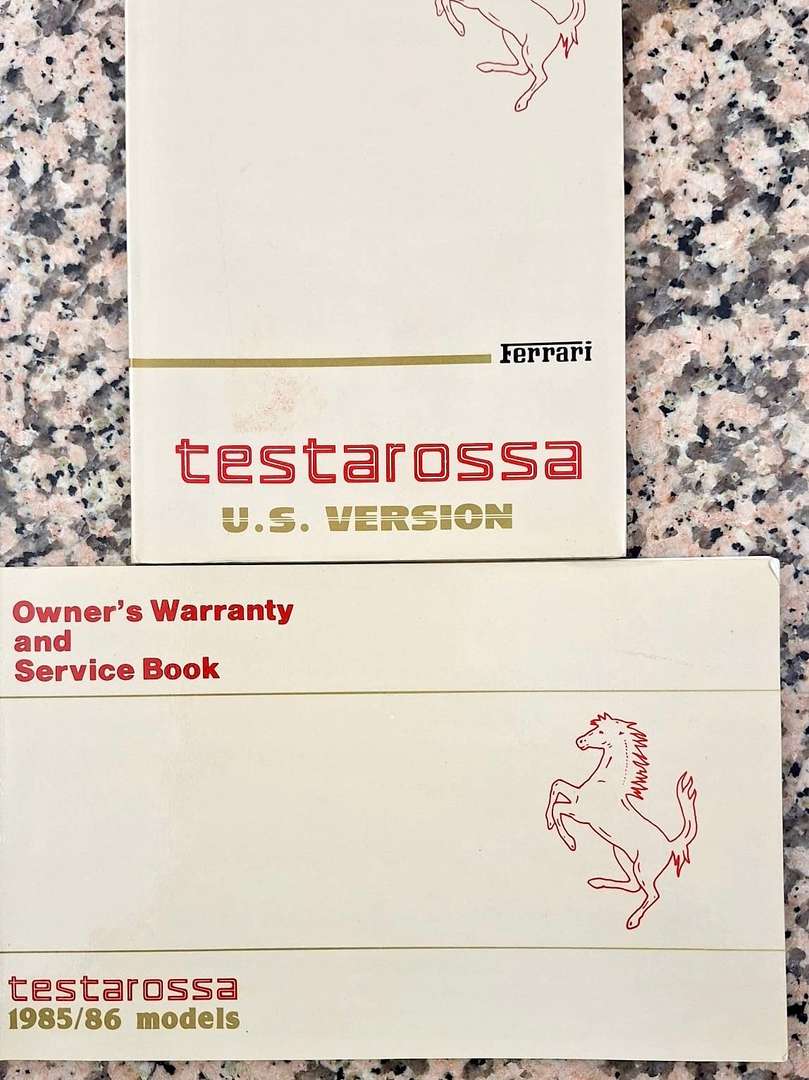 Ferrari
testarossa
U.S. VERSION
Owner's Warranty
and
Service Book
testarossa
1985/86 models